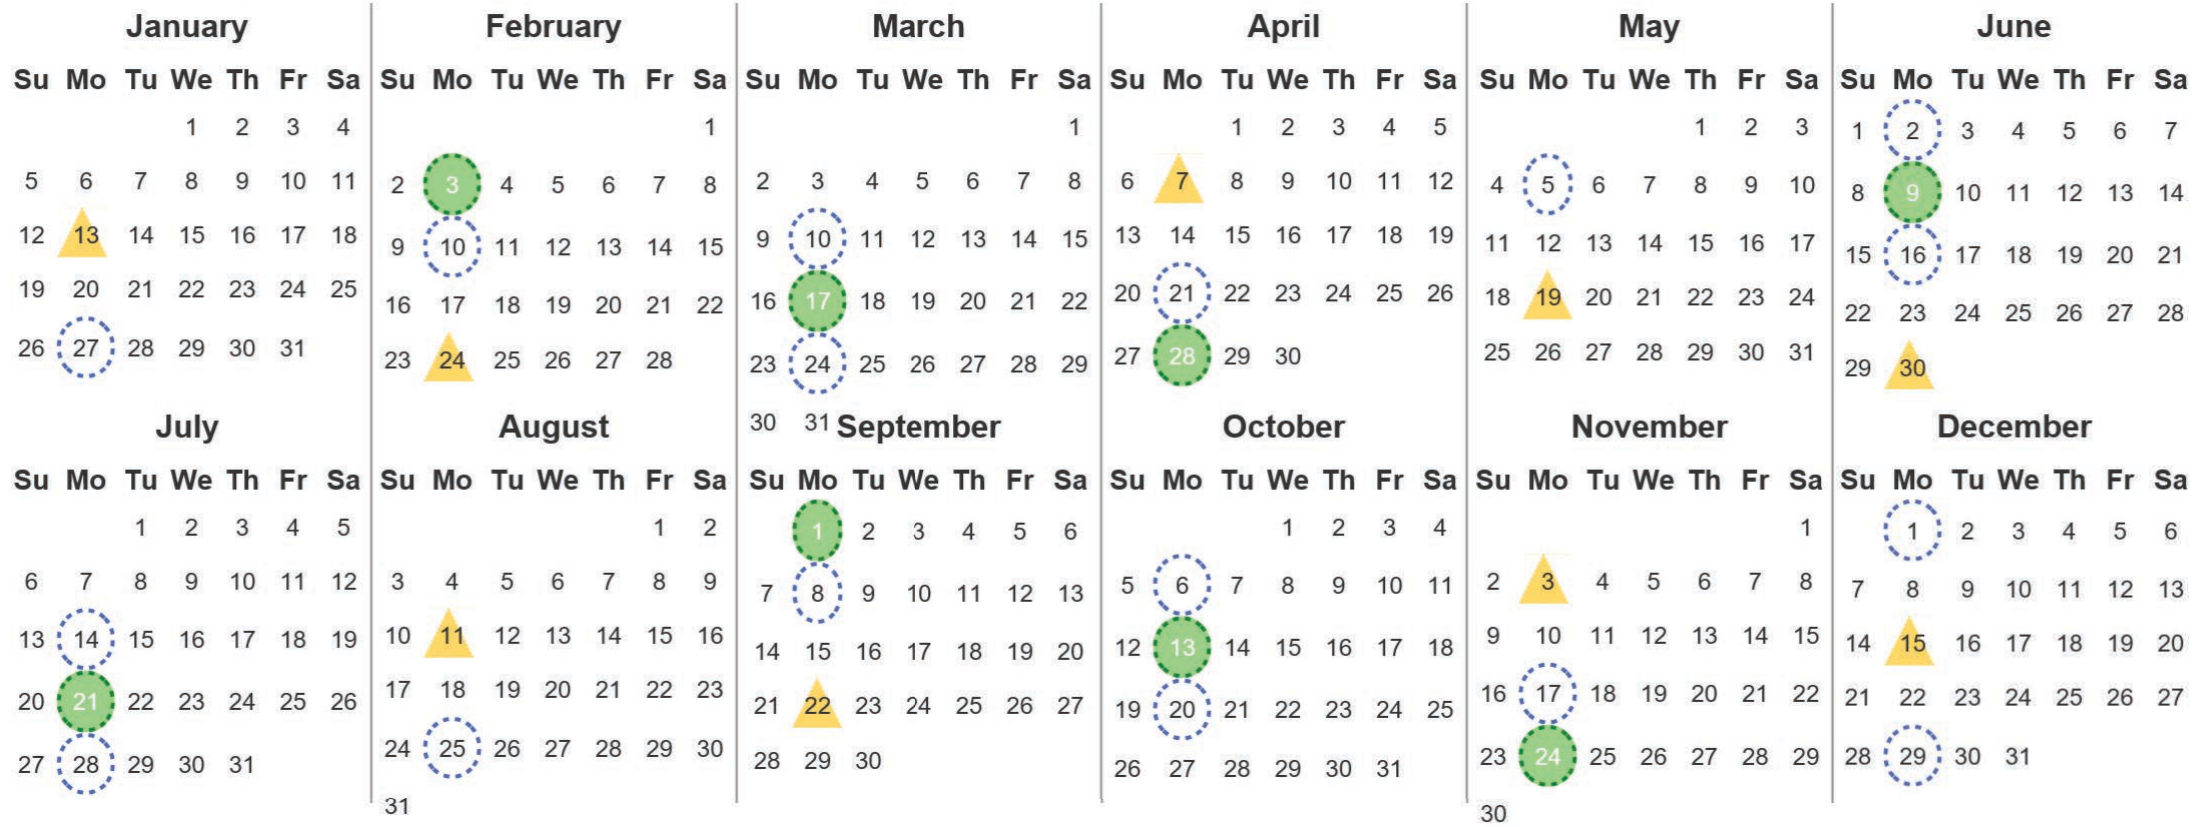 January
Su Mo Tu We Th Fr Sa
1 2 3 4
5 6 7 8 9 10 11
12 13 14 15 16 17 18
19 20 21 22 23 24 25
26 27 28 29 30 31
February
Su Mo Tu We Th Fr Sa
1
2 3 4 5 6 7 8
9 10 11 12 13 14 15
16 17 18 19 20 21 22
23 24 25 26 27 28
March
Su Mo Tu We Th Fr Sa
1
2 3 4 5 6 7 8
9 10 11 12 13 14 15
16 17 18 19 20 21 22
23 24 25 26 27 28 29
30 31
April
Su Mo Tu We Th Fr Sa
1 2 3 4 5
6 7 8 9 10 11 12
13 14 15 16 17 18 19
20 21 22 23 24 25 26
27 28 29 30
May
Su Mo Tu We Th Fr Sa
1 2 3
4 5 6 7 8 9 10
11 12 13 14 15 16 17
18 19 20 21 22 23 24
25 26 27 28 29 30 31
June
Su Mo Tu We Th Fr Sa
1 2 3 4 5 6 7
8 9 10 11 12 13 14
15 16 17 18 19 20 21
22 23 24 25 26 27 28
29 30
July
Su Mo Tu We Th Fr Sa
1 2 3 4 5
6 7 8 9 10 11 12
13 14 15 16 17 18 19
20 21 22 23 24 25 26
27 28 29 30 31
August
Su Mo Tu We Th Fr Sa
1 2
3 4 5 6 7 8 9
10 11 12 13 14 15 16
17 18 19 20 21 22 23
24 25 26 27 28 29 30
31
September
Su Mo Tu We Th Fr Sa
1 2 3 4 5 6
7 8 9 10 11 12 13
14 15 16 17 18 19 20
21 22 23 24 25 26 27
28 29 30
October
Su Mo Tu We Th Fr Sa
1 2 3 4
5 6 7 8 9 10 11
12 13 14 15 16 17 18
19 20 21 22 23 24 25
26 27 28 29 30 31
November
Su Mo Tu We Th Fr Sa
1
2 3 4 5 6 7 8
9 10 11 12 13 14 15
16 17 18 19 20 21 22
23 24 25 26 27 28 29
30
December
Su Mo Tu We Th Fr Sa
1 2 3 4 5 6
7 8 9 10 11 12 13
14 15 16 17 18 19 20
21 22 23 24 25 26 27
28 29 30 31